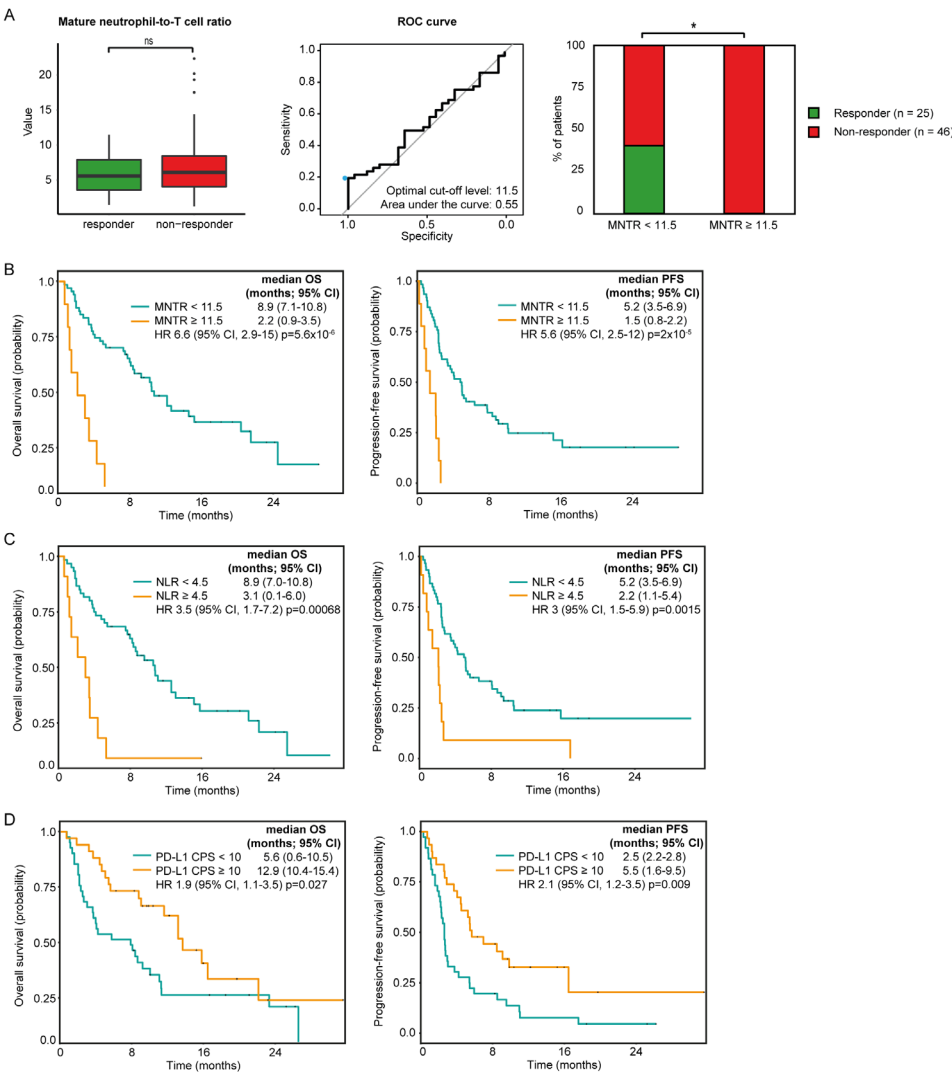 A
Mature neutrophil-to-T cell ratio
ns
Value
20
15
10
5
responder
non-responder
ROC curve
Sensitivity
1.0
0.8
0.6
0.4
0.2
0.0
Optimal cut-off level: 11.5
Area under the curve: 0.55
1.0
0.5
0.0
Specificity
*
% of patients
100
75
50
25
0
MNTR < 11.5
MNTR ≥ 11.5
Responder (n = 25)
Non-responder (n = 46)
B
Overall survival (probability)
1.0
0.75
0.50
0.25
0.0
median OS
(months; 95% CI)
MNTR < 11.5 8.9 (7.1-10.8)
MNTR ≥ 11.5 2.2 (0.9-3.5)
HR 6.6 (95% CI, 2.9-15) p=5.6x10⁻⁶
0 8 16 24
Time (months)
Progression-free survival (probability)
1.0
0.75
0.50
0.25
0.0
median PFS
(months; 95% CI)
MNTR < 11.5 5.2 (3.5-6.9)
MNTR ≥ 11.5 1.5 (0.8-2.2)
HR 5.6 (95% CI, 2.5-12) p=2x10⁻⁵
0 8 16 24
Time (months)
C
Overall survival (probability)
1.0
0.75
0.50
0.25
0.0
median OS
(months; 95% CI)
NLR < 4.5 8.9 (7.0-10.8)
NLR ≥ 4.5 3.1 (0.1-6.0)
HR 3.5 (95% CI, 1.7-7.2) p=0.00068
0 8 16 24
Time (months)
Progression-free survival (probability)
1.0
0.75
0.50
0.25
0.0
median PFS
(months; 95% CI)
NLR < 4.5 5.2 (3.5-6.9)
NLR ≥ 4.5 2.2 (1.1-5.4)
HR 3 (95% CI, 1.5-5.9) p=0.0015
0 8 16 24
Time (months)
D
Overall survival (probability)
1.0
0.75
0.50
0.25
0.0
median OS
(months; 95% CI)
PD-L1 CPS < 10 5.6 (0.6-10.5)
PD-L1 CPS ≥ 10 12.9 (10.4-15.4)
HR 1.9 (95% CI, 1.1-3.5) p=0.027
0 8 16 24
Time (months)
Progression-free survival (probability)
1.0
0.75
0.50
0.25
0.0
median PFS
(months; 95% CI)
PD-L1 CPS < 10 2.5 (2.2-2.8)
PD-L1 CPS ≥ 10 5.5 (1.6-9.5)
HR 2.1 (95% CI, 1.2-3.5) p=0.009
0 8 16 24
Time (months)